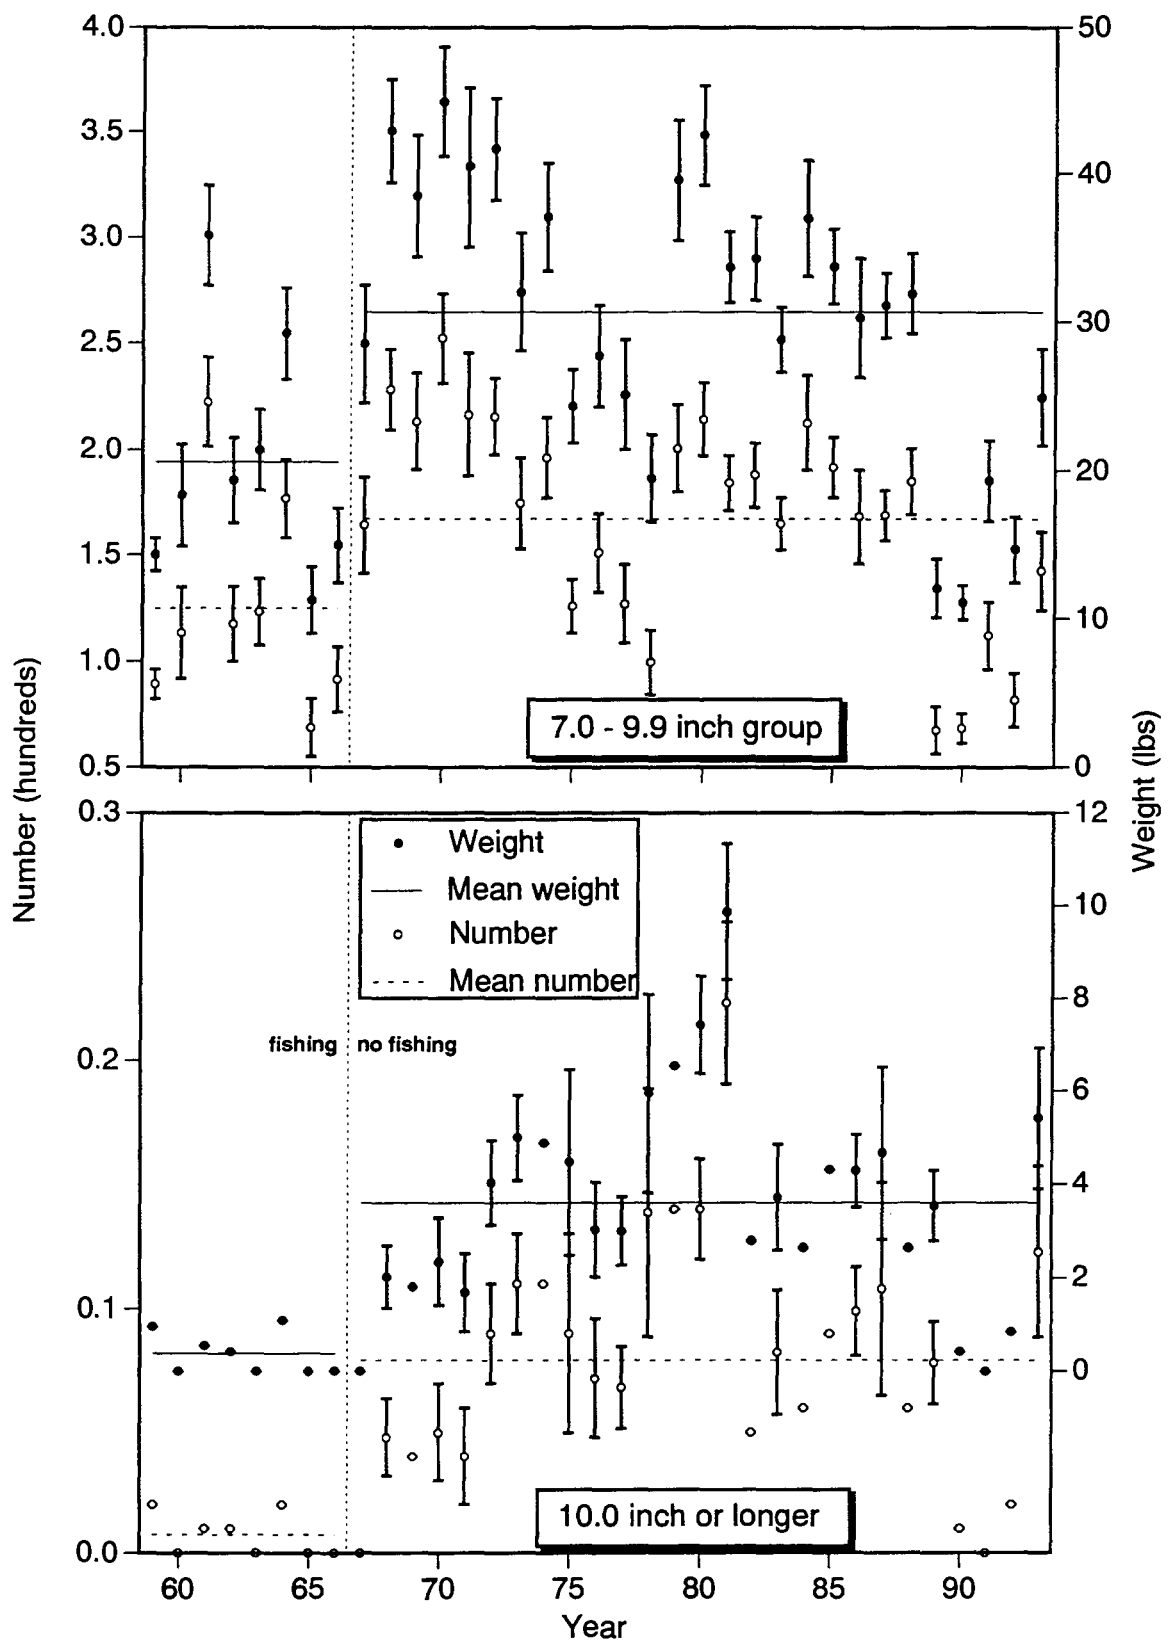 4.0
3.5
3.0
2.5
2.0
1.5
1.0
0.5
50
40
30
20
10
0
7.0 - 9.9 inch group
Number (hundreds)
Weight (lbs)
0.3
0.2
0.1
0.0
12
10
8
6
4
2
0
Weight
Mean weight
Number
Mean number
fishing no fishing
10.0 inch or longer
60 65 70 75 80 85 90
Year